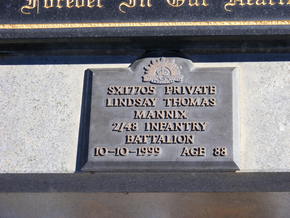 Forever In Our Hearts
SX17705 PRIVATE
LINDSAY THOMAS
MANNIX
2/48 INFANTRY
BATTALION
10-10-1999 AGE 88